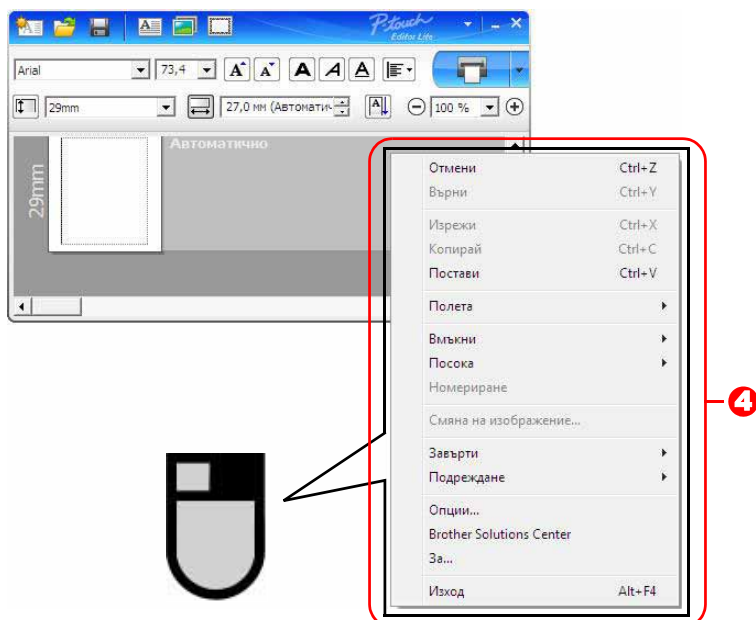 P-touch
Editor Lite
Arial
73,4
A A A A A
29mm
27,0 мм (Автоматич
A
100 %
Автоматично
29mm
Отмени Ctrl+Z
Върни Ctrl+Y
Изрежи Ctrl+X
Копирай Ctrl+C
Постави Ctrl+V
Полета
Вмъкни
Посока
Номериране
Смяна на изображение...
Завърти
Подреждане
Опции...
Brother Solutions Center
За...
Изход Alt+F4
4